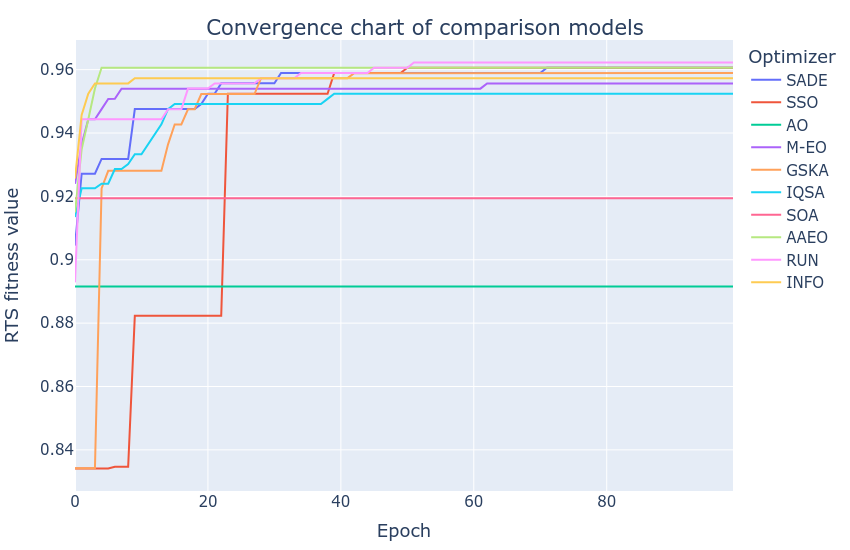 Convergence chart of comparison models
RTS fitness value
0.96
0.94
0.92
0.9
0.88
0.86
0.84
0
20
40
60
80
Epoch
Optimizer
SADE
SSO
AO
M-EO
GSKA
IQSA
SOA
AAEO
RUN
INFO